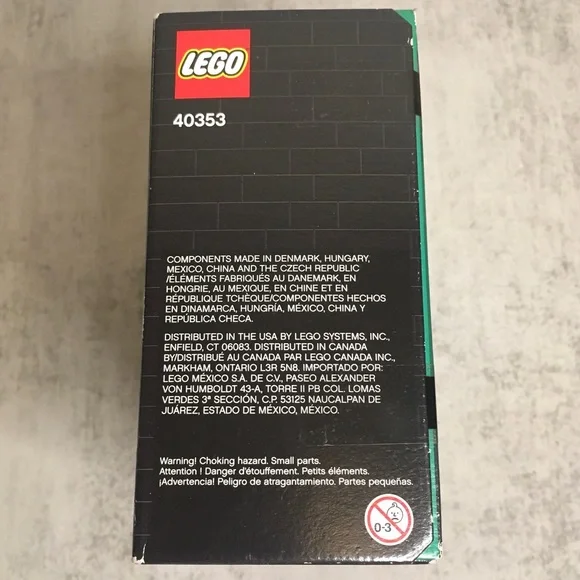 LEGO
40353
COMPONENTS MADE IN DENMARK, HUNGARY,
MEXICO, CHINA AND THE CZECH REPUBLIC
/ÉLÉMENTS FABRIQUÉS AU DANEMARK, EN
HONGRIE, AU MEXIQUE, EN CHINE ET EN
RÉPUBLIQUE TCHÈQUE/COMPONENTES HECHOS
EN DINAMARCA, HUNGRÍA, MÉXICO, CHINA Y
REPÚBLICA CHECA.
DISTRIBUTED IN THE USA BY LEGO SYSTEMS, INC.,
ENFIELD, CT 06083. DISTRIBUTED IN CANADA
BY/DISTRIBUÉ AU CANADA PAR LEGO CANADA INC.,
MARKHAM, ONTARIO L3R 5N8. IMPORTADO POR:
LEGO MÉXICO S.A. DE C.V., PASEO ALEXANDER
VON HUMBOLDT 43-A, TORRE II PB COL. LOMAS
VERDES 3ª SECCIÓN, C.P. 53125 NAUCALPAN DE
JUÁREZ, ESTADO DE MÉXICO, MÉXICO.
Warning! Choking hazard. Small parts.
Attention ! Danger d'étouffement. Petits éléments.
¡Advertencia! Peligro de atragantamiento. Partes pequeñas.
0-3